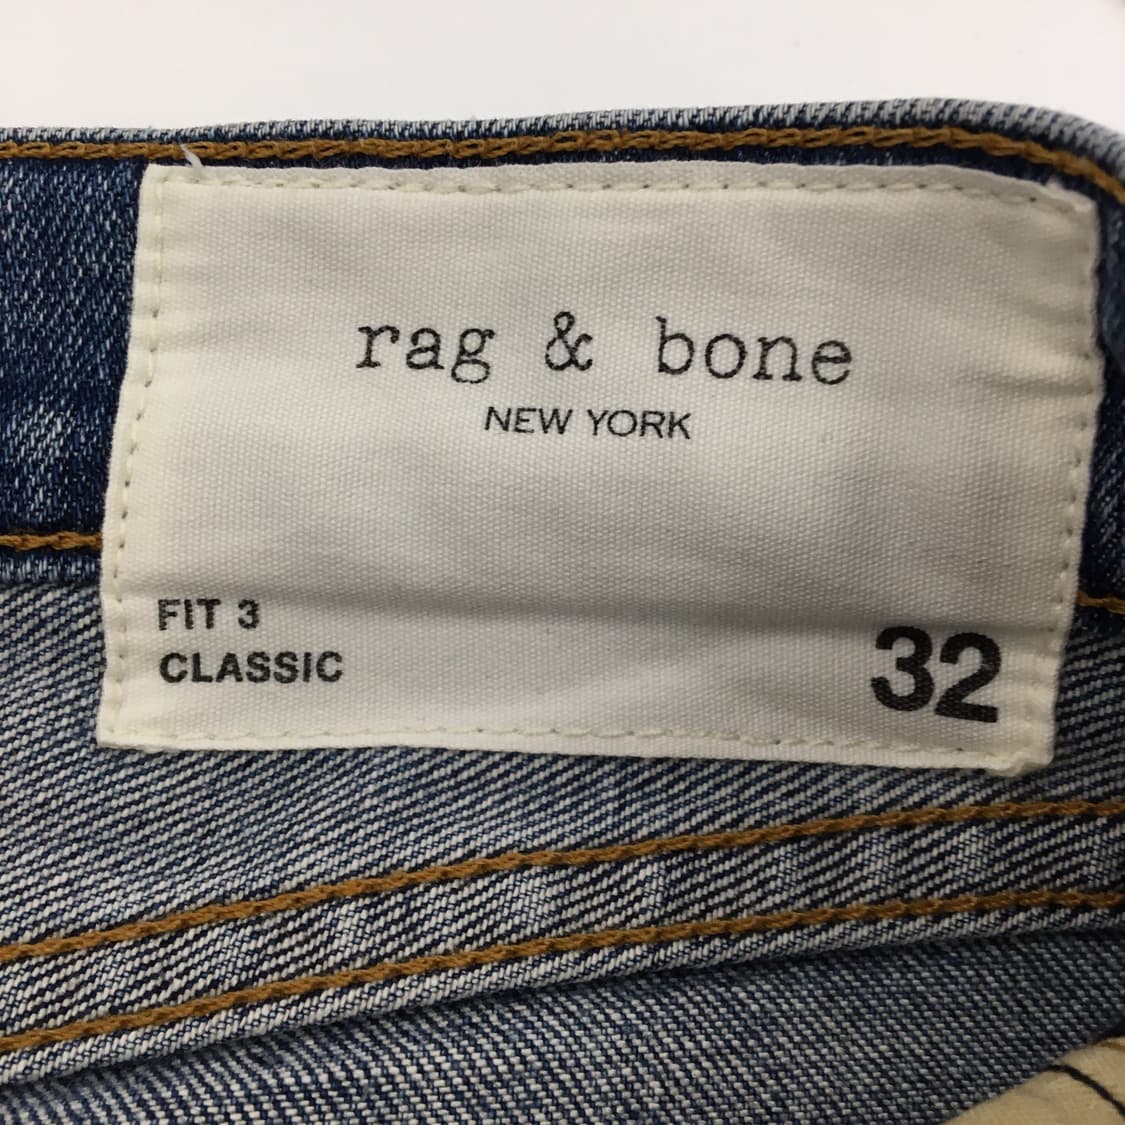 rag & bone
NEW YORK
FIT 3
CLASSIC
32